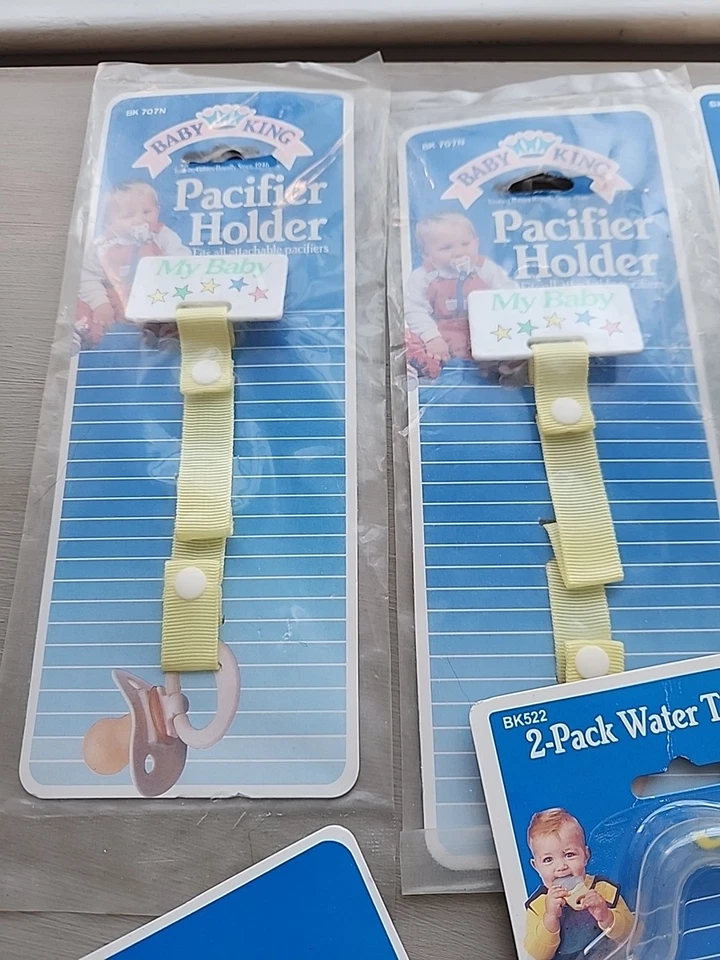 BK 707N
BABY KING
Pacifier
Holder
Fits all attachable pacifiers
My Baby
BK 707N
BABY KING
Pacifier
Holder
My Baby
BK522
2-Pack Water T